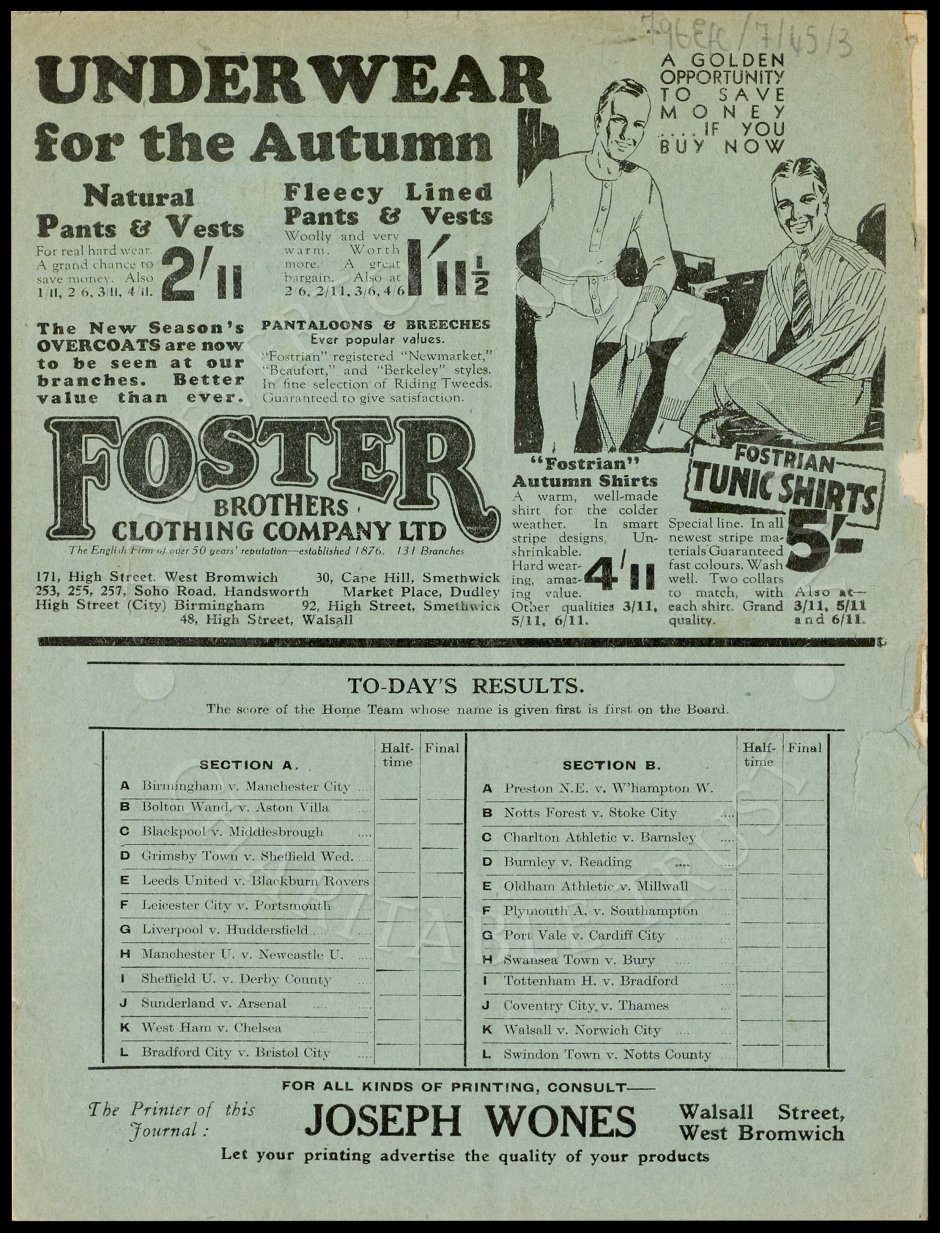 796EFC/7/45/3
UNDERWEAR
for the Autumn
A GOLDEN
OPPORTUNITY
TO SAVE
MONEY
....IF YOU
BUY NOW
Natural
Pants & Vests
For real hard wear.
A grand chance to
save money. Also
1/11, 2/6, 3/11, 4/11.
2/11
Fleecy Lined
Pants & Vests
Woolly and very
warm. Worth
more. A great
bargain. Also at
2/6, 2/11, 3/6, 4/6
1/11½
The New Season's
OVERCOATS are now
to be seen at our
branches. Better
value than ever.
PANTALOONS & BREECHES
Ever popular values.
"Fostrian" registered "Newmarket,"
"Beaufort," and "Berkeley" styles.
In fine selection of Riding Tweeds.
Guaranteed to give satisfaction.
FOSTER
BROTHERS
CLOTHING COMPANY LTD
The English Firm of over 50 years' reputation—established 1876. 131 Branches
171, High Street, West Bromwich 30, Cape Hill, Smethwick
253, 255, 257, Soho Road, Handsworth Market Place, Dudley
High Street (City) Birmingham 92, High Street, Smethwick
48, High Street, Walsall
"Fostrian"
Autumn Shirts
A warm, well-made
shirt for the colder
weather. In smart
stripe designs. Un-
shrinkable.
Hard wear-
ing, amaz-
ing value.
4/11
Other qualities 3/11,
5/11, 6/11.
FOSTRIAN
TUNIC SHIRTS
5/-
Special line. In all
newest stripe ma-
terials Guaranteed
fast colours. Wash
well. Two collars
to match, with
each shirt. Grand
quality.
Also at—
3/11, 5/11
and 6/11.
TO-DAY'S RESULTS.
The score of the Home Team whose name is given first is first on the Board.
SECTION A. Half-time Final
A Birmingham v. Manchester City ....
B Bolton Wand. v. Aston Villa ....
C Blackpool v. Middlesbrough ....
D Grimsby Town v. Sheffield Wed. ....
E Leeds United v. Blackburn Rovers
F Leicester City v. Portsmouth
G Liverpool v. Huddersfield .... ....
H Manchester U. v. Newcastle U. ....
I Sheffield U. v. Derby County ....
J Sunderland v. Arsenal .... ....
K West Ham v. Chelsea
L Bradford City v. Bristol City ....
SECTION B. Half-time Final
A Preston N.E. v. W'hampton W.
B Notts Forest v. Stoke City ....
C Charlton Athletic v. Barnsley ....
D Burnley v. Reading .... ....
E Oldham Athletic v. Millwall ....
F Plymouth A. v. Southampton ....
G Port Vale v. Cardiff City .... ....
H Swansea Town v. Bury .... ....
I Tottenham H. v. Bradford ....
J Coventry City, v. Thames ....
K Walsall v. Norwich City .... ....
L Swindon Town v. Notts County ....
FOR ALL KINDS OF PRINTING, CONSULT—
The Printer of this
Journal :
JOSEPH WONES
Walsall Street,
West Bromwich
Let your printing advertise the quality of your products